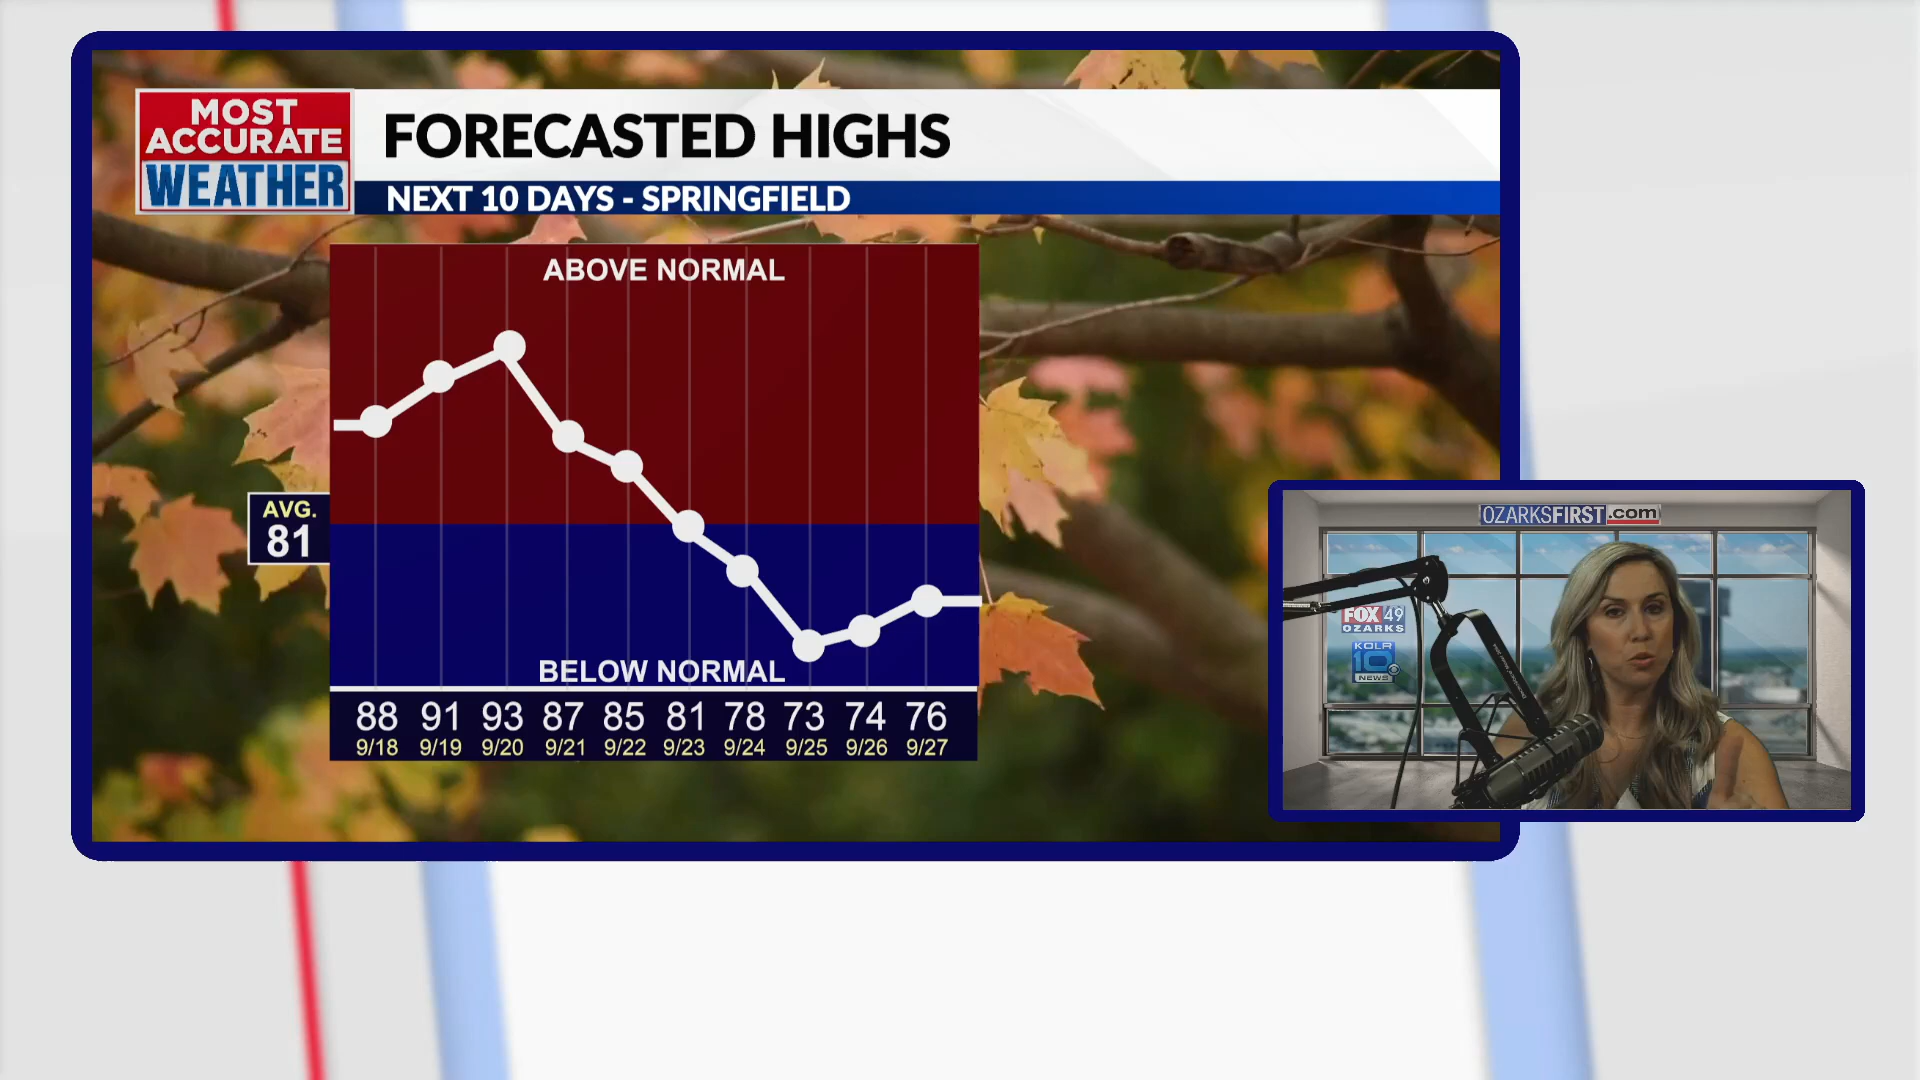 MOST
ACCURATE
WEATHER
FORECASTED HIGHS
NEXT 10 DAYS - SPRINGFIELD
ABOVE NORMAL
AVG.
81
BELOW NORMAL
88 91 93 87 85 81 78 73 74 76
9/18 9/19 9/20 9/21 9/22 9/23 9/24 9/25 9/26 9/27
OZARKSFIRST.com
FOX 49
OZARKS
KOLR
10
NEWS